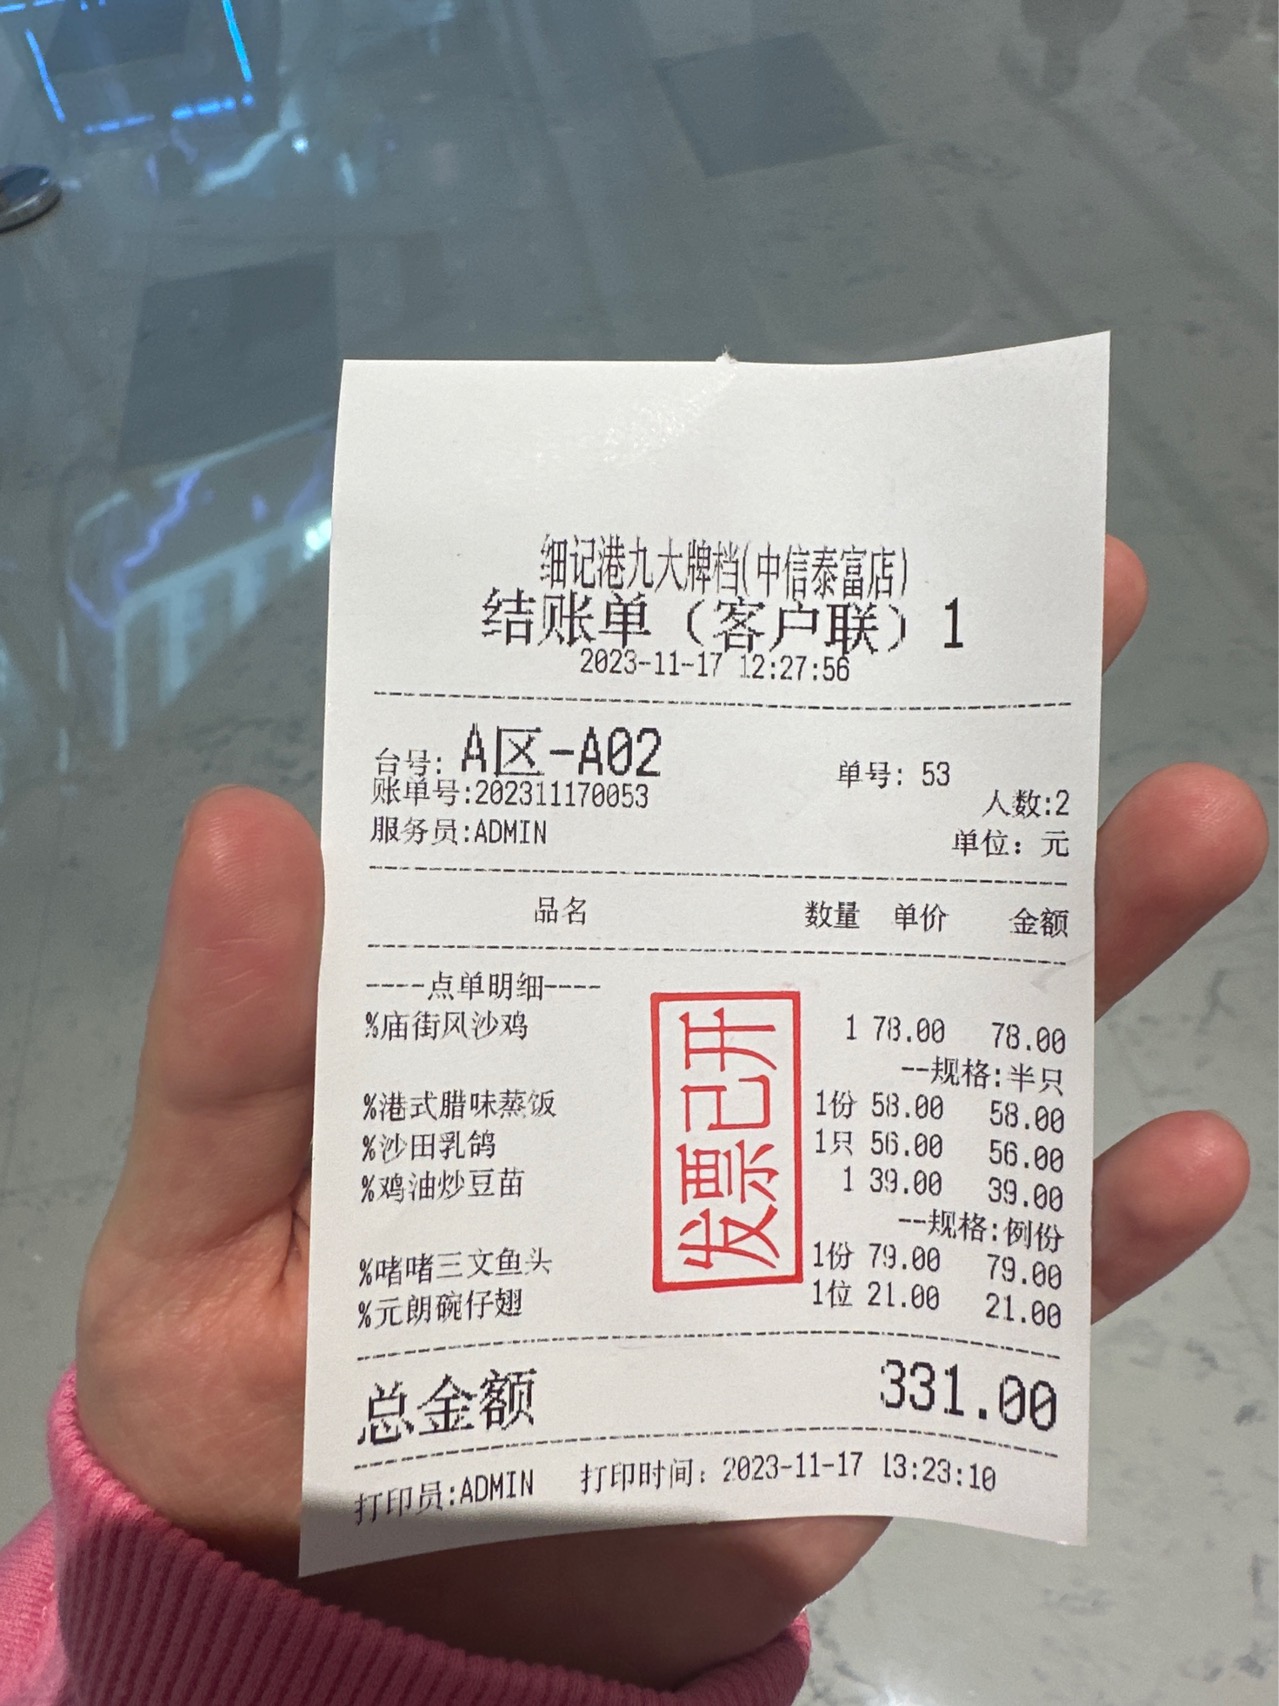 细记港九大牌档(中信泰富店)
结账单（客户联）1
2023-11-17 12:27:56
台号: A区-A02 单号: 53
账单号:202311170053 人数:2
服务员:ADMIN 单位: 元
品名 数量 单价 金额
----点单明细----
%庙街风沙鸡 1 78.00 78.00
--规格:半只
%港式腊味蒸饭 1份 58.00 58.00
%沙田乳鸽 1只 56.00 56.00
%鸡油炒豆苗 1 39.00 39.00
--规格:例份
%啫啫三文鱼头 1份 79.00 79.00
%元朗碗仔翅 1位 21.00 21.00
发票已开
总金额 331.00
打印员:ADMIN 打印时间: 2023-11-17 13:23:10